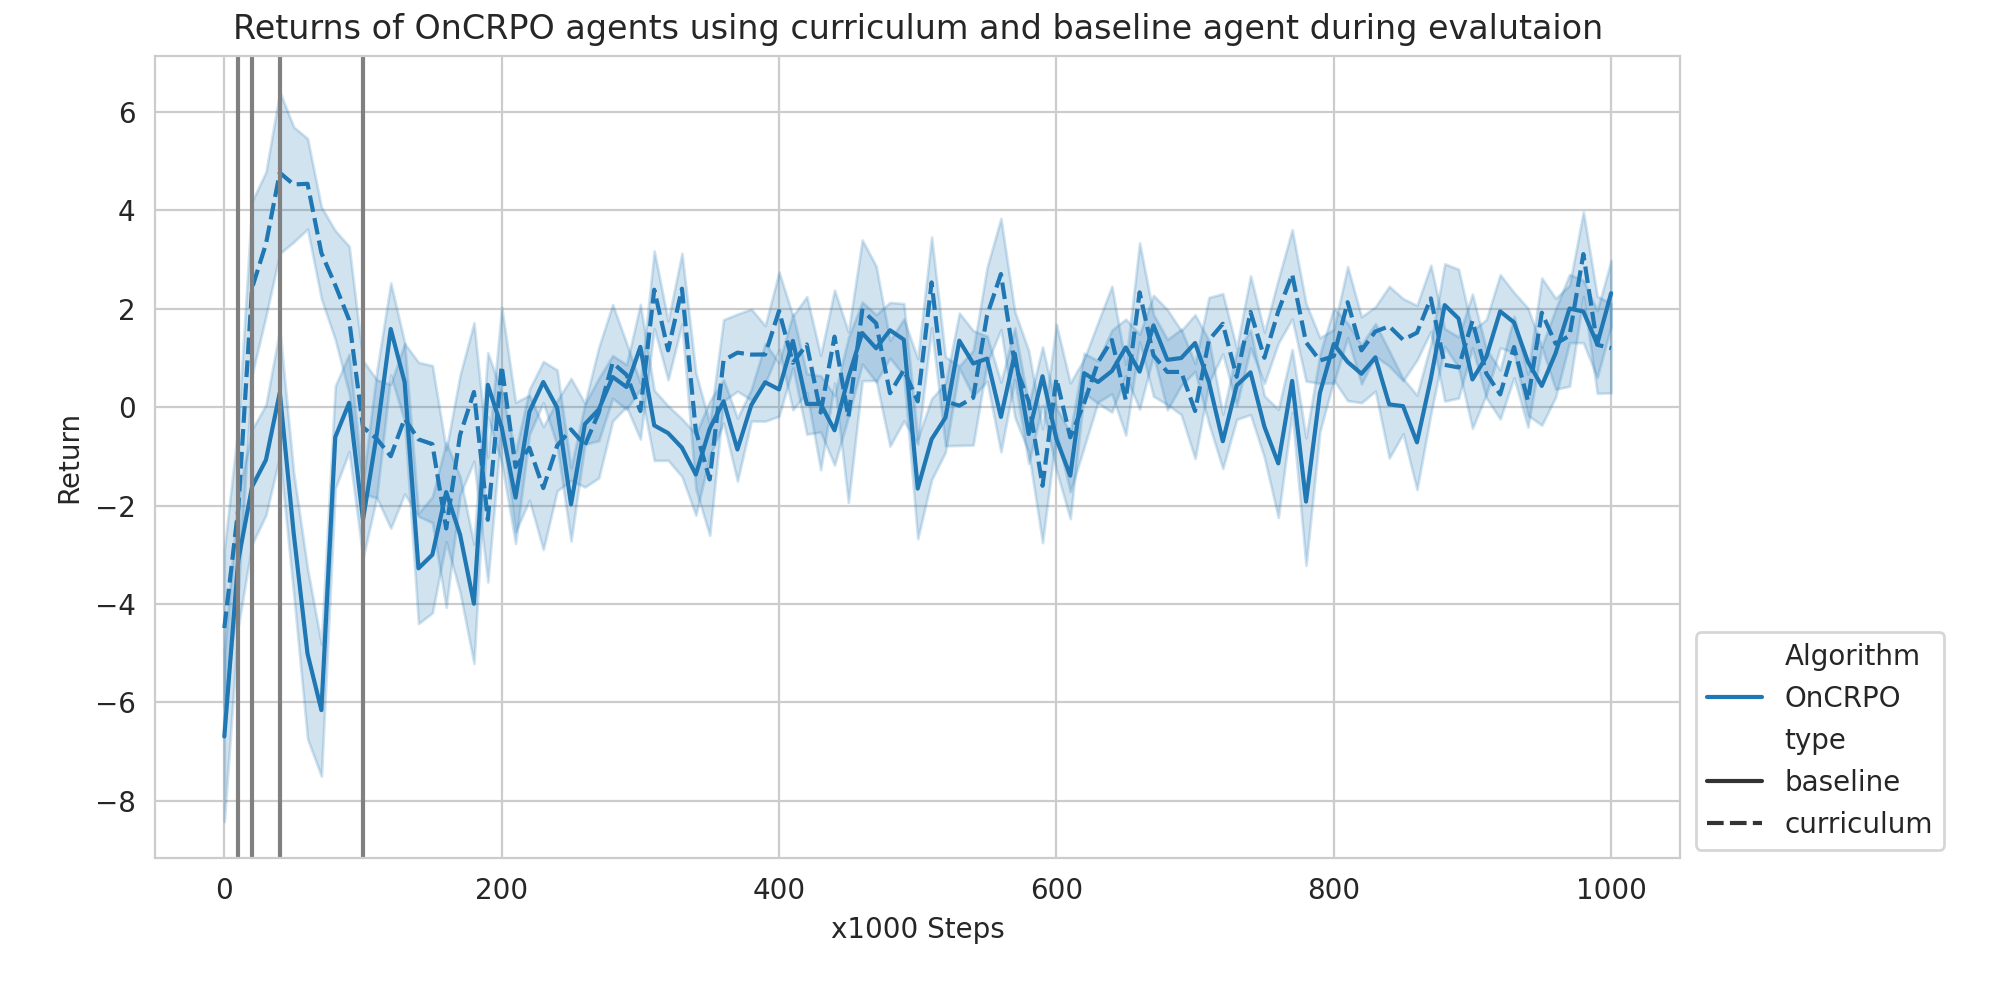 Returns of OnCRPO agents using curriculum and baseline agent during evalutaion
6
4
2
0
−2
−4
−6
−8
Return
0 200 400 600 800 1000
x1000 Steps
Algorithm
OnCRPO
type
baseline
curriculum